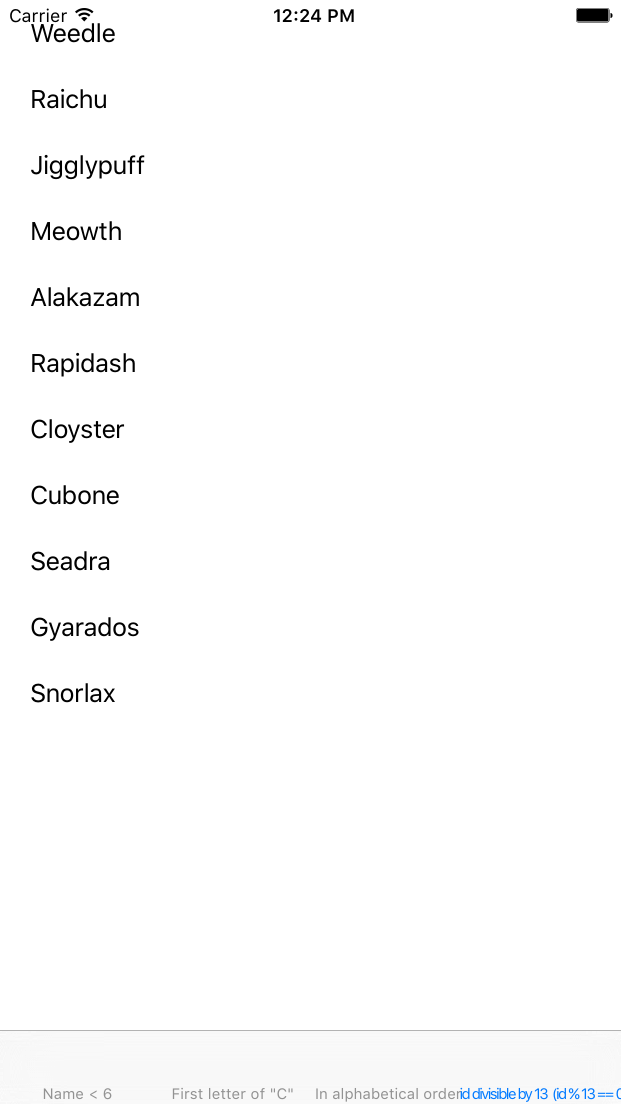 Carrier 12:24 PM
Weedle
Raichu
Jigglypuff
Meowth
Alakazam
Rapidash
Cloyster
Cubone
Seadra
Gyarados
Snorlax
Name < 6 First letter of "C" In alphabetical order id divisible by 13 (id % 13 == 0